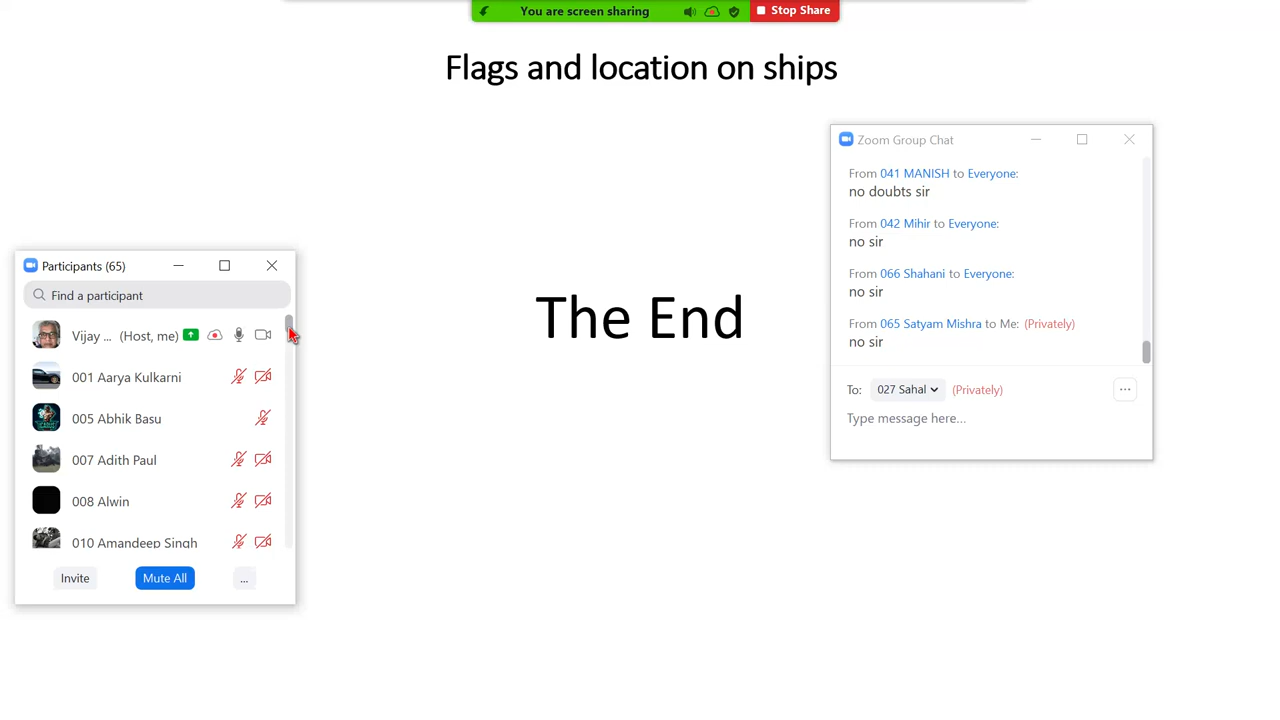 You are screen sharing
Stop Share
Flags and location on ships
Zoom Group Chat
From 041 MANISH to Everyone:
no doubts sir
From 042 Mihir to Everyone:
no sir
From 066 Shahani to Everyone:
no sir
From 065 Satyam Mishra to Me: (Privately)
no sir
To: 027 Sahal (Privately)
...
Type message here...
Participants (65)
Find a participant
Vijay ... (Host, me)
001 Aarya Kulkarni
005 Abhik Basu
007 Adith Paul
008 Alwin
010 Amandeep Singh
Invite
Mute All
...
The End